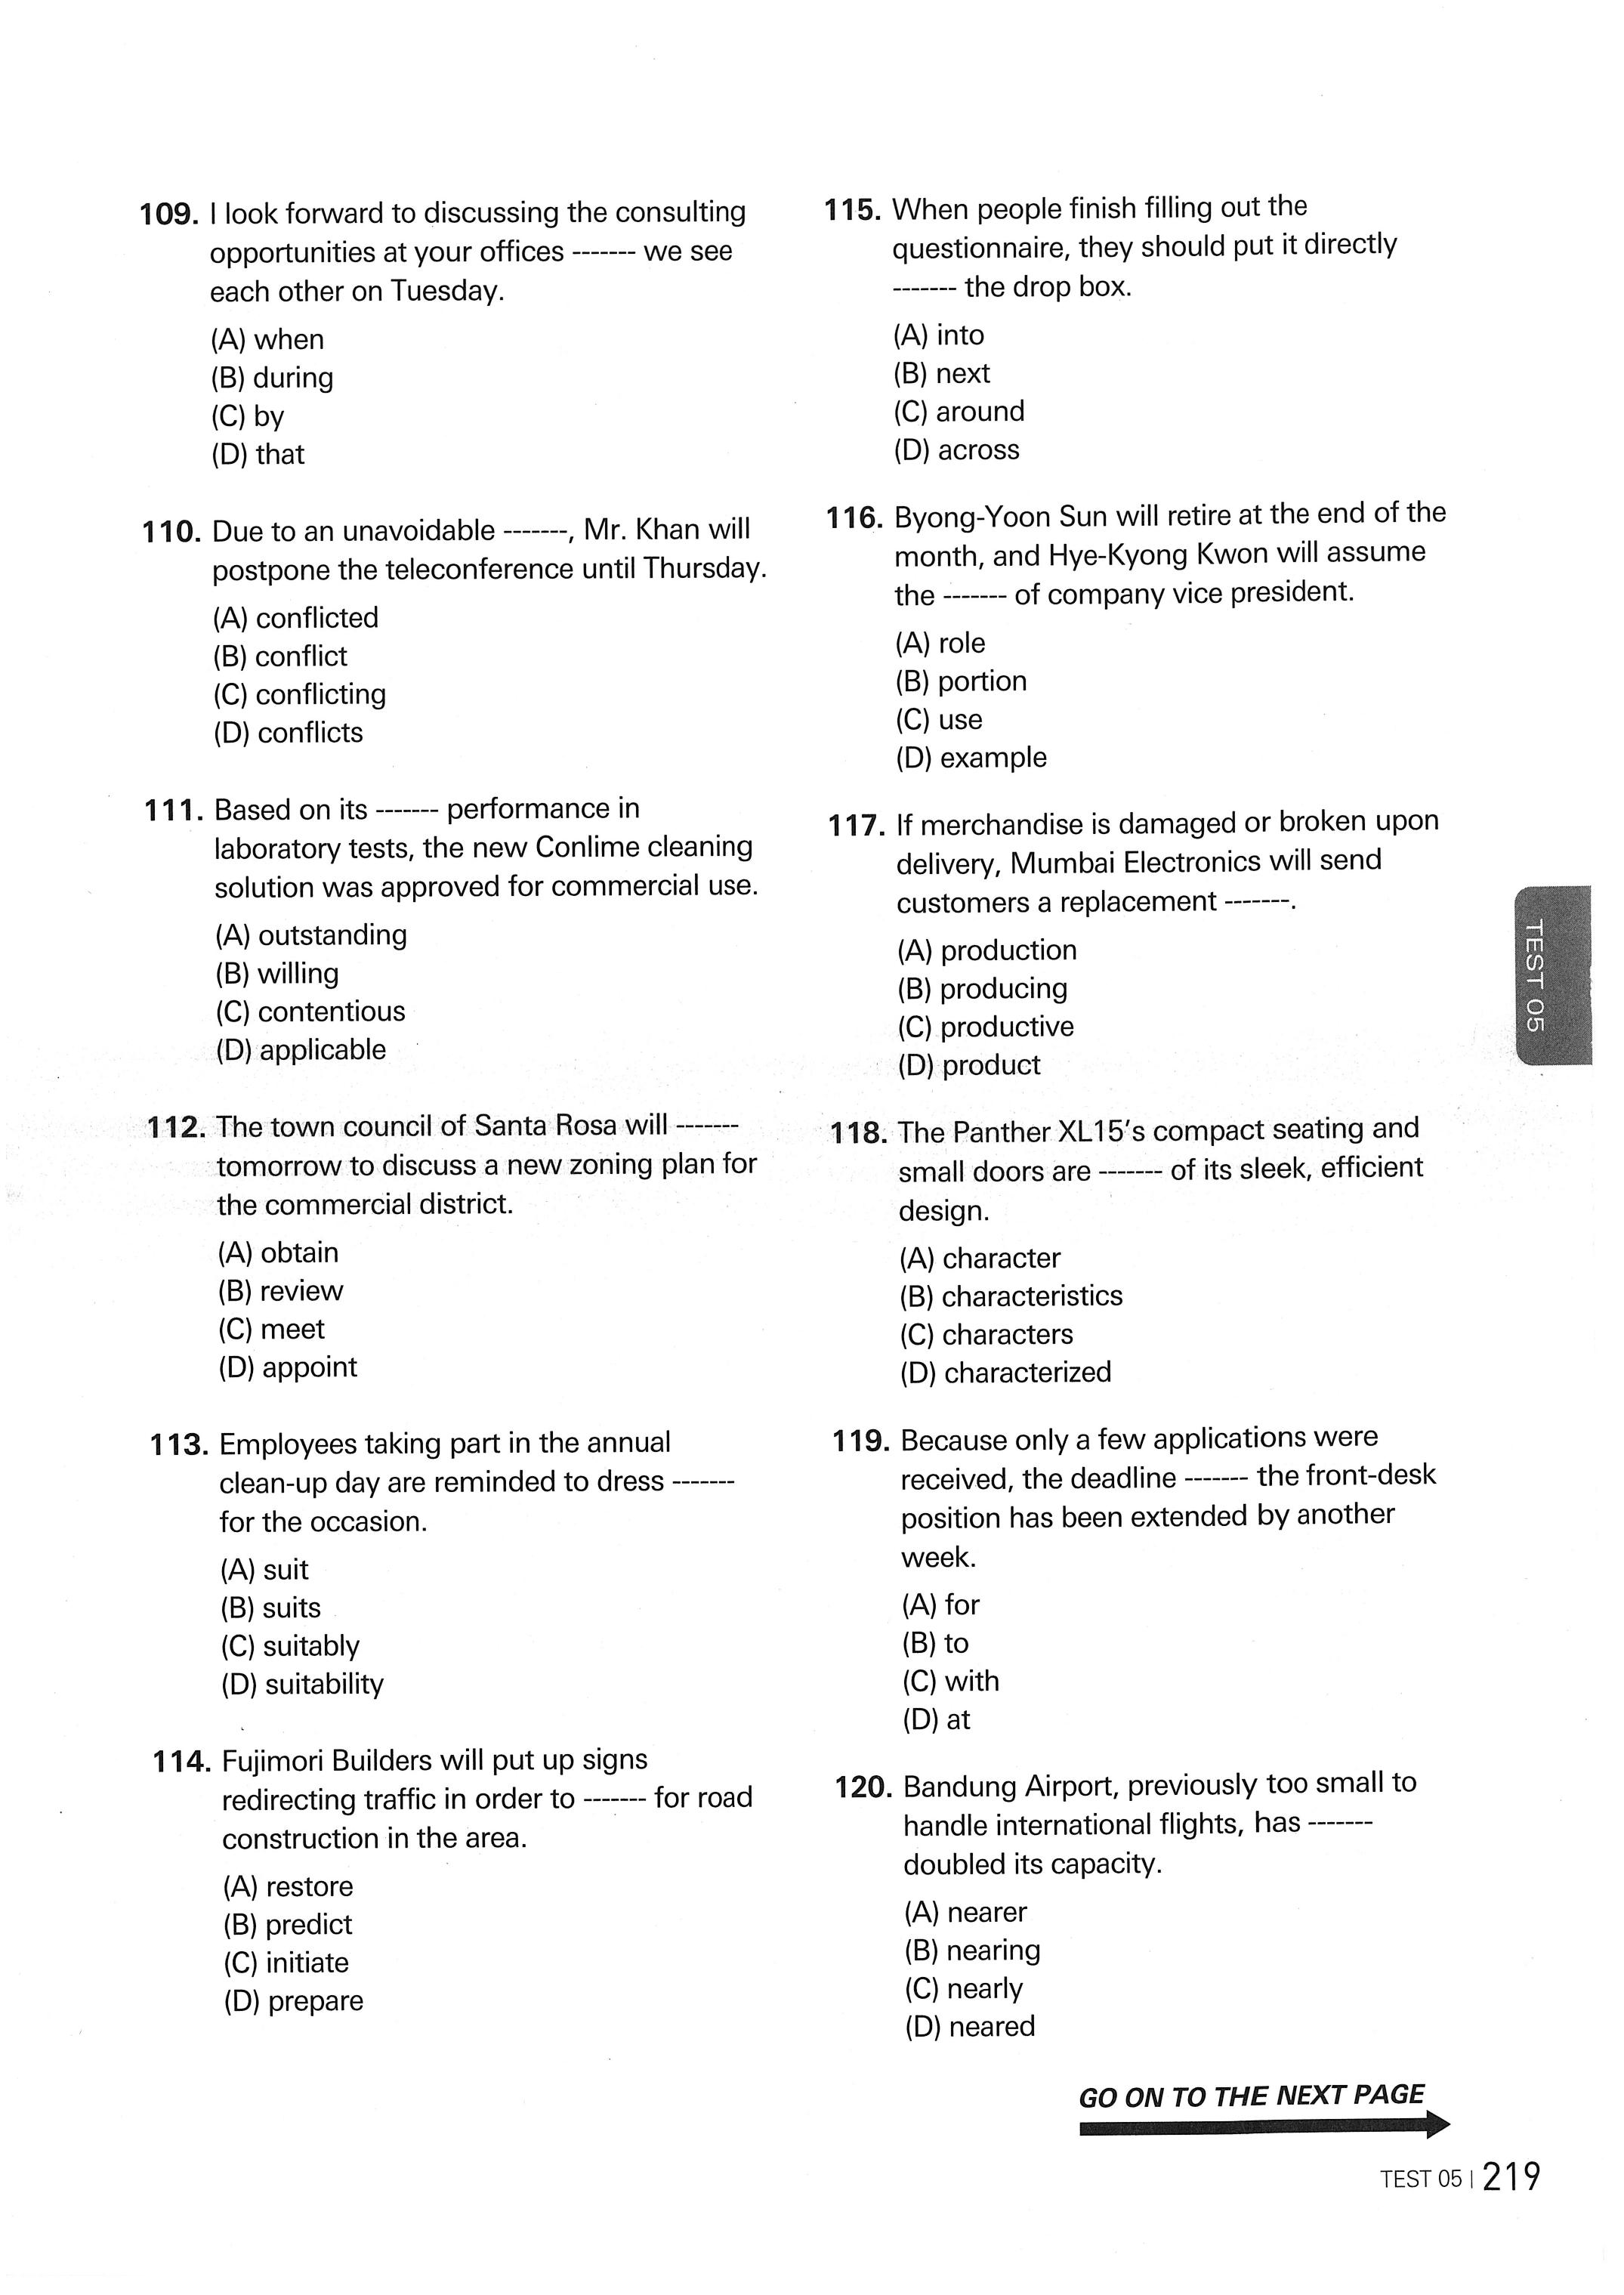 109. I look forward to discussing the consulting
opportunities at your offices ------- we see
each other on Tuesday.
(A) when
(B) during
(C) by
(D) that
110. Due to an unavoidable -------, Mr. Khan will
postpone the teleconference until Thursday.
(A) conflicted
(B) conflict
(C) conflicting
(D) conflicts
111. Based on its ------- performance in
laboratory tests, the new Conlime cleaning
solution was approved for commercial use.
(A) outstanding
(B) willing
(C) contentious
(D) applicable
112. The town council of Santa Rosa will -------
tomorrow to discuss a new zoning plan for
the commercial district.
(A) obtain
(B) review
(C) meet
(D) appoint
113. Employees taking part in the annual
clean-up day are reminded to dress -------
for the occasion.
(A) suit
(B) suits
(C) suitably
(D) suitability
114. Fujimori Builders will put up signs
redirecting traffic in order to ------- for road
construction in the area.
(A) restore
(B) predict
(C) initiate
(D) prepare
115. When people finish filling out the
questionnaire, they should put it directly
------- the drop box.
(A) into
(B) next
(C) around
(D) across
116. Byong-Yoon Sun will retire at the end of the
month, and Hye-Kyong Kwon will assume
the ------- of company vice president.
(A) role
(B) portion
(C) use
(D) example
117. If merchandise is damaged or broken upon
delivery, Mumbai Electronics will send
customers a replacement -------.
(A) production
(B) producing
(C) productive
(D) product
118. The Panther XL15's compact seating and
small doors are ------- of its sleek, efficient
design.
(A) character
(B) characteristics
(C) characters
(D) characterized
119. Because only a few applications were
received, the deadline ------- the front-desk
position has been extended by another
week.
(A) for
(B) to
(C) with
(D) at
120. Bandung Airport, previously too small to
handle international flights, has -------
doubled its capacity.
(A) nearer
(B) nearing
(C) nearly
(D) neared
TEST 05
GO ON TO THE NEXT PAGE
TEST 05 | 219